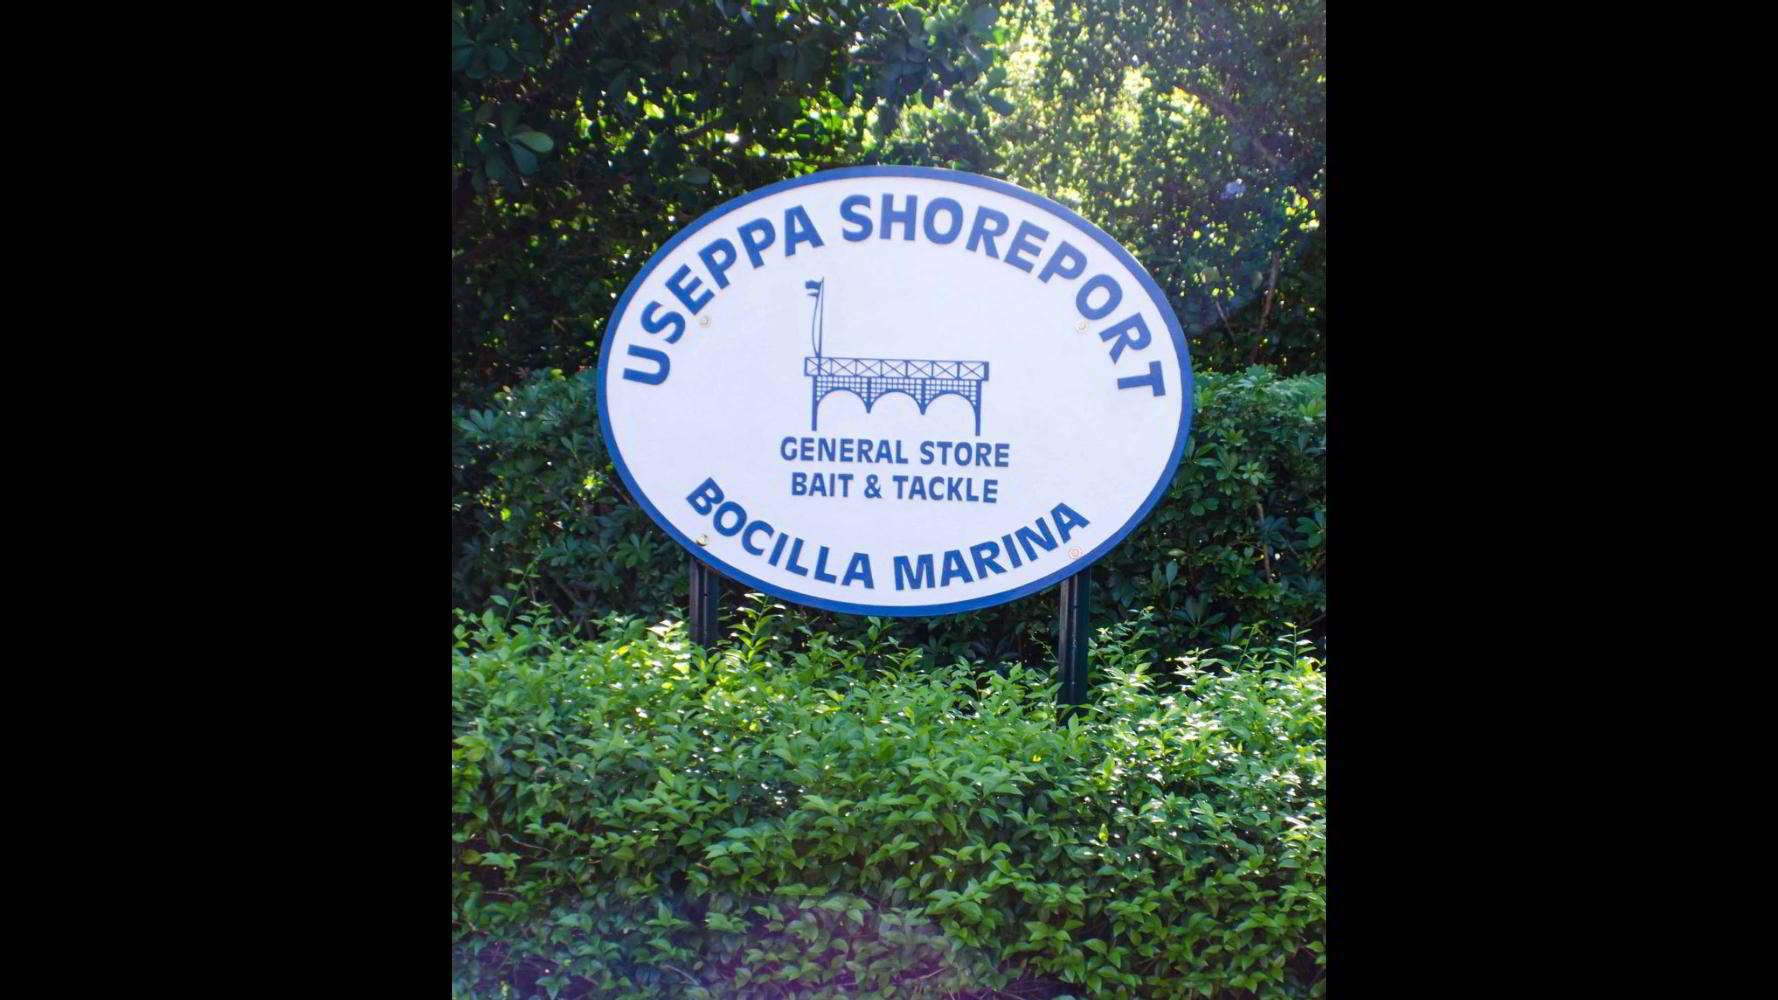 USEPPA SHOREPORT
GENERAL STORE
BAIT & TACKLE
BOCILLA MARINA